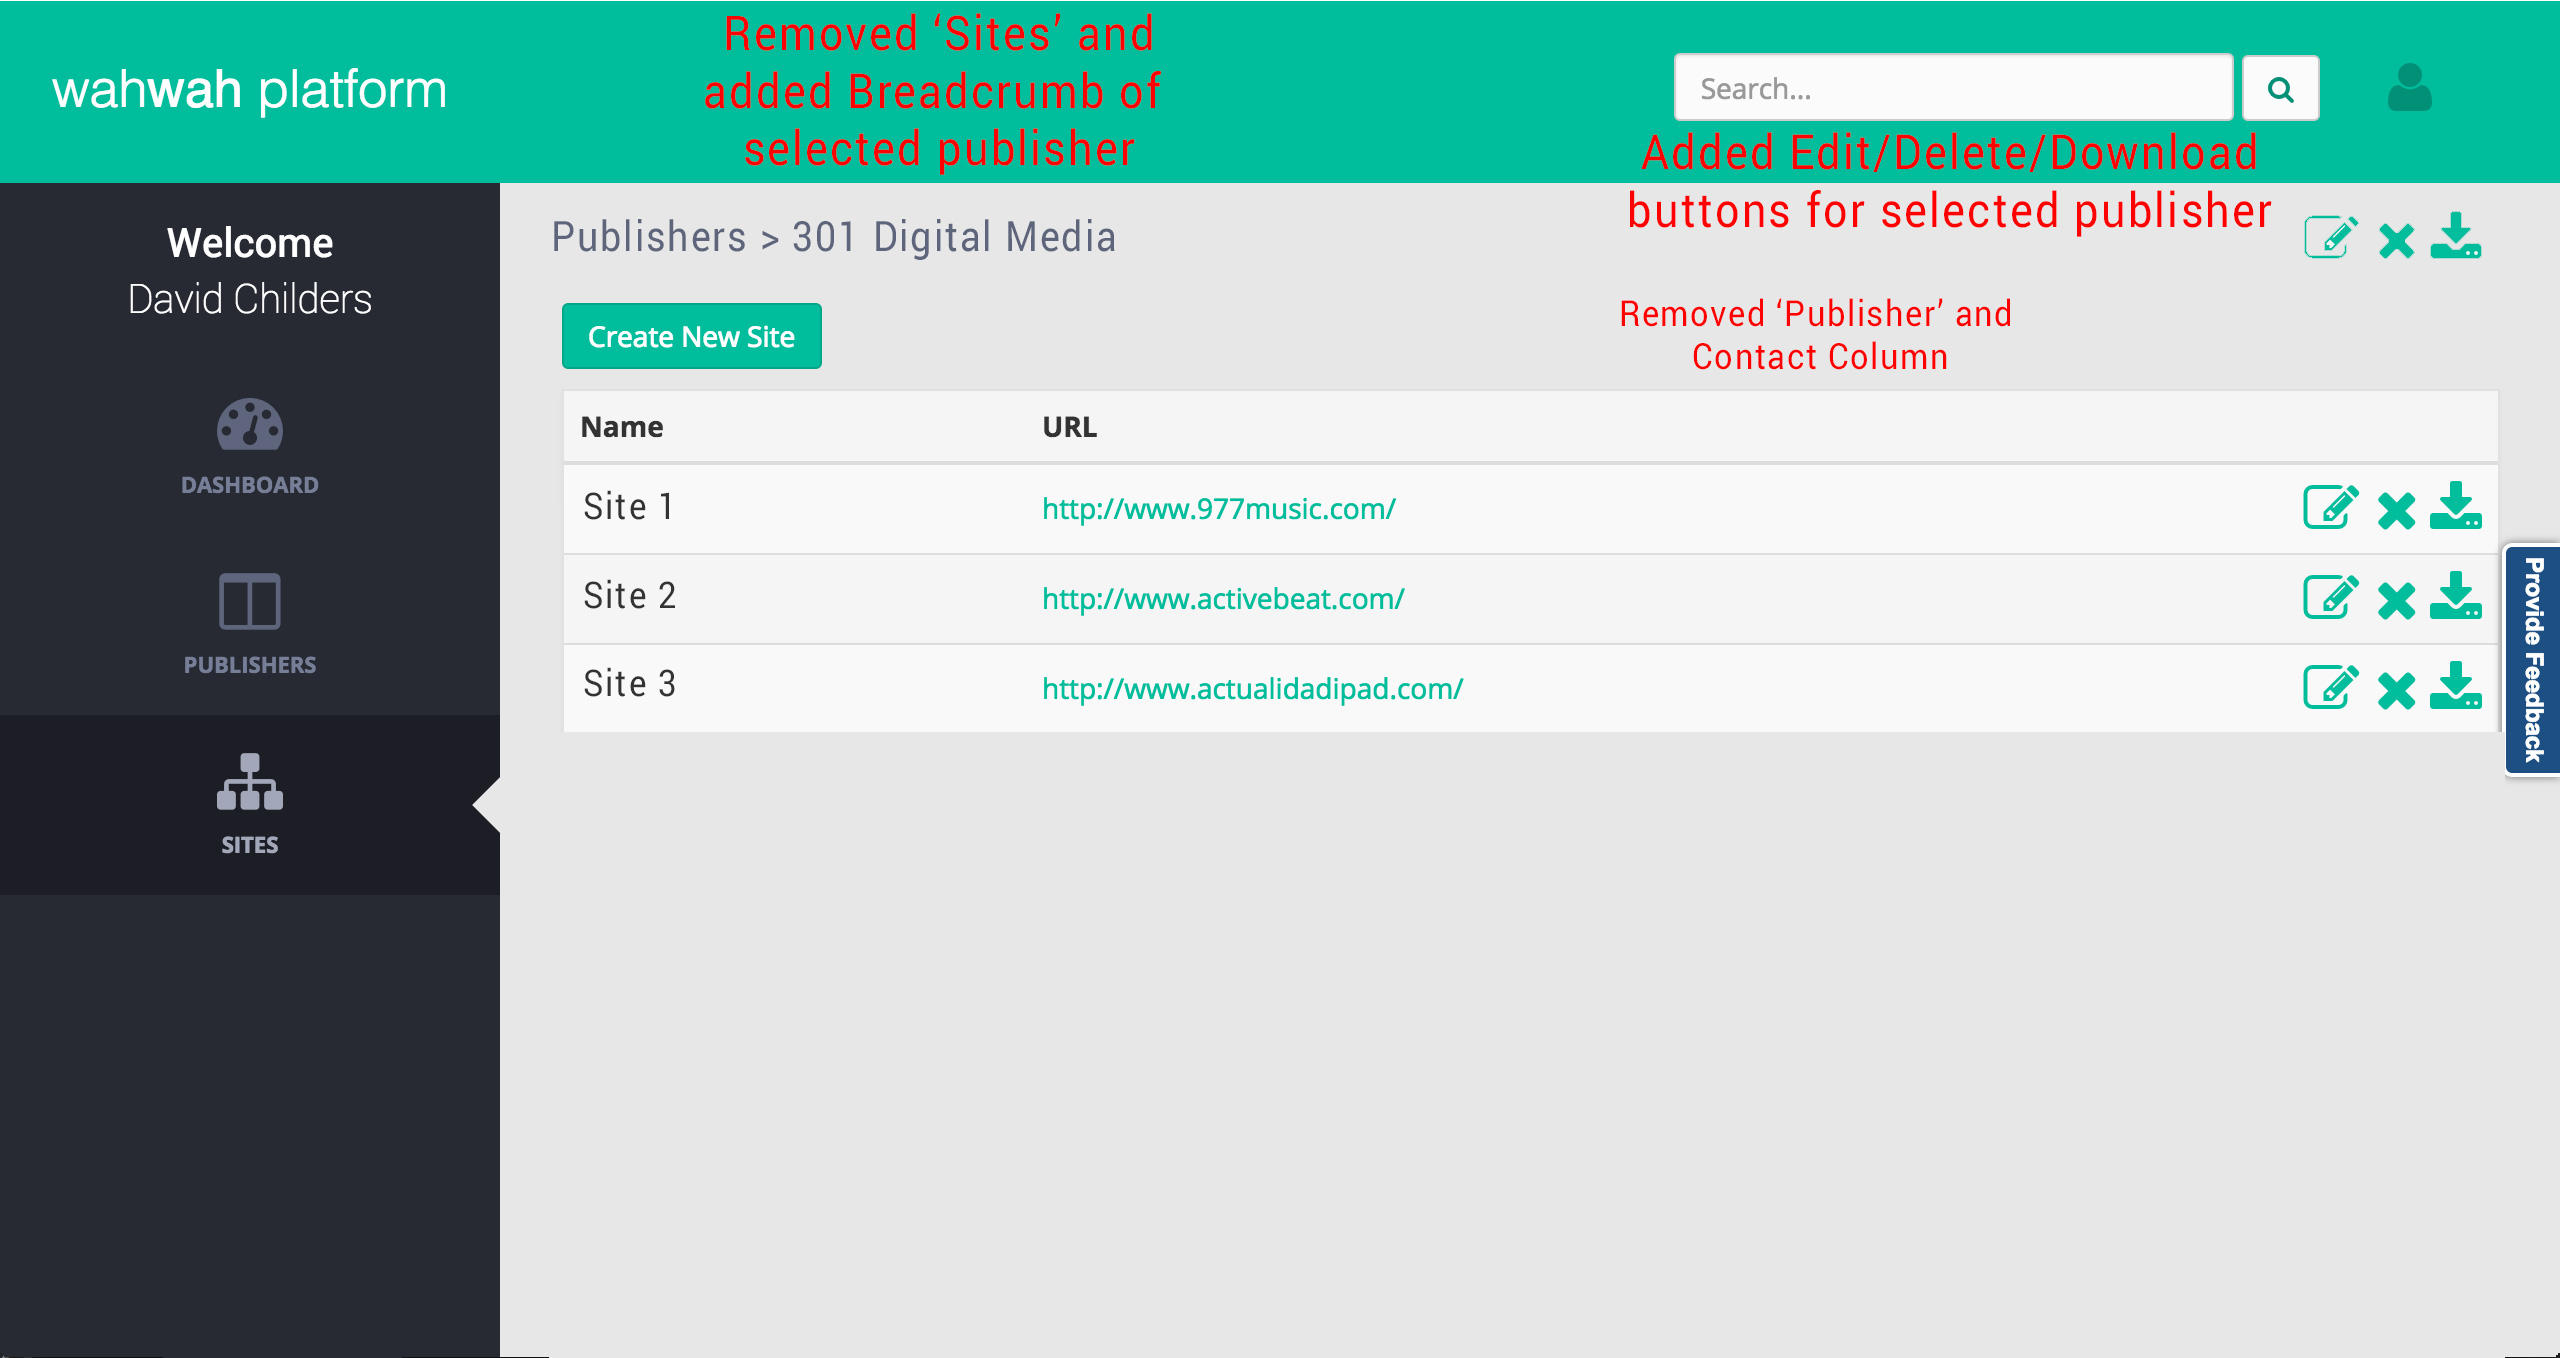 Removed ‘Sites’ and
added Breadcrumb of
selected publisher
wahwah platform
Search...
Added Edit/Delete/Download
buttons for selected publisher
Welcome
David Childers
Publishers > 301 Digital Media
Create New Site
Removed ‘Publisher’ and
Contact Column
Name URL
Site 1 http://www.977music.com/
Site 2 http://www.activebeat.com/
Site 3 http://www.actualidadipad.com/
DASHBOARD
PUBLISHERS
SITES
Provide Feedback